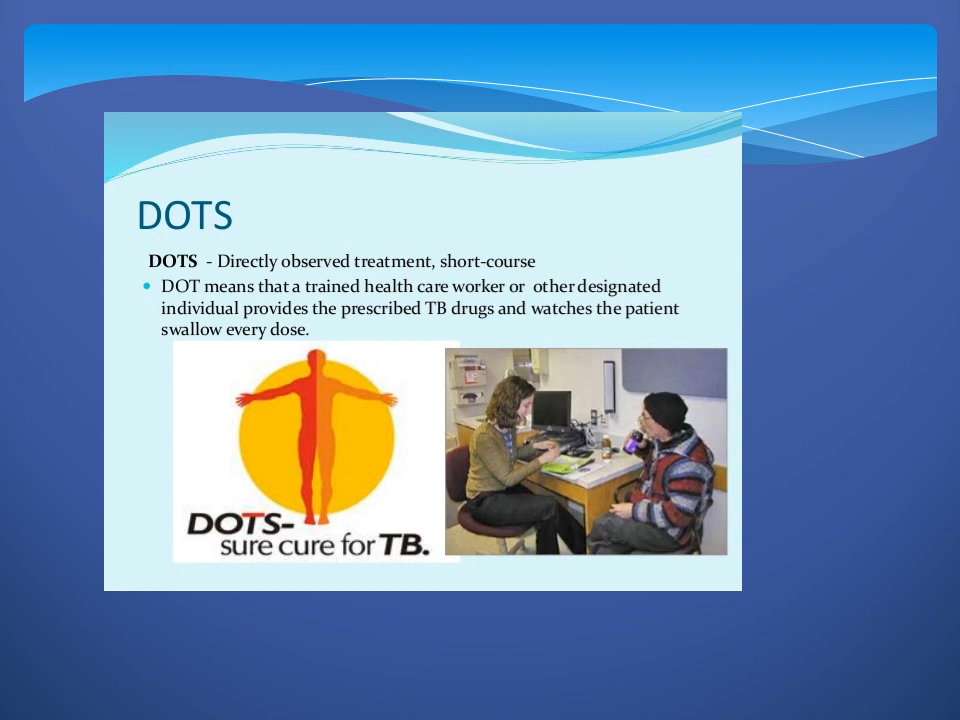 DOTS
DOTS - Directly observed treatment, short-course
DOT means that a trained health care worker or other designated
individual provides the prescribed TB drugs and watches the patient
swallow every dose.
DOTS-
sure cure for TB.